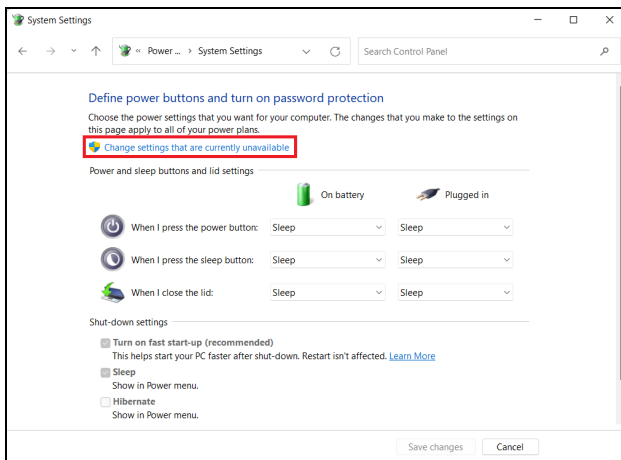 System Settings
« Power ... › System Settings
Search Control Panel
Define power buttons and turn on password protection
Choose the power settings that you want for your computer. The changes that you make to the settings on
this page apply to all of your power plans.
Change settings that are currently unavailable
Power and sleep buttons and lid settings
On battery Plugged in
When I press the power button: Sleep Sleep
When I press the sleep button: Sleep Sleep
When I close the lid: Sleep Sleep
Shut-down settings
Turn on fast start-up (recommended)
This helps start your PC faster after shut-down. Restart isn't affected. Learn More
Sleep
Show in Power menu.
Hibernate
Show in Power menu.
Save changes Cancel